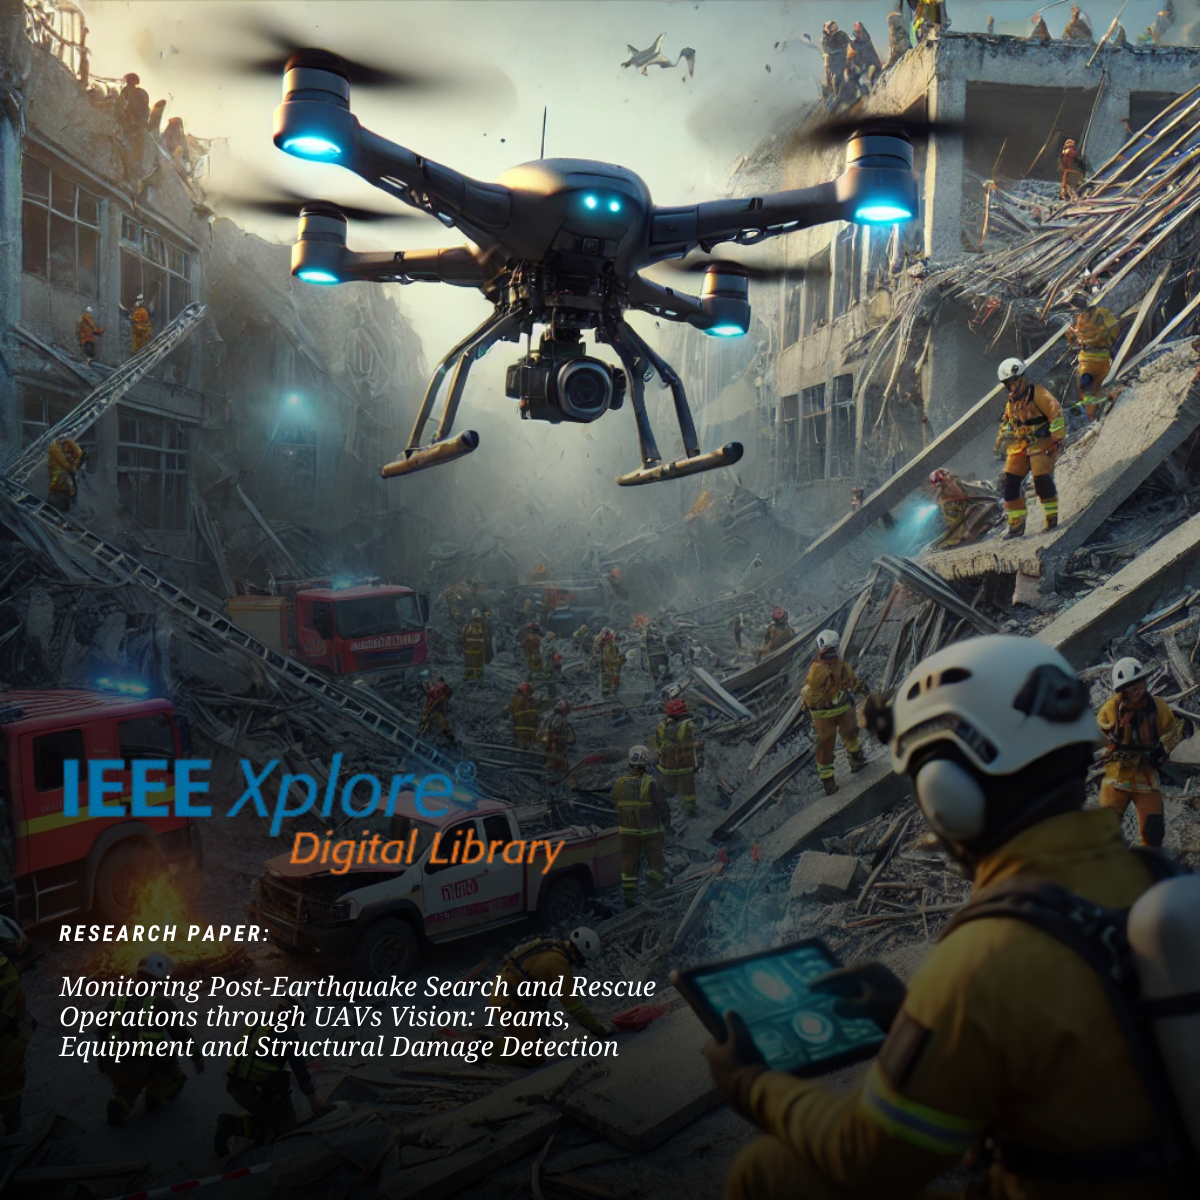 IEEE Xplore®
Digital Library
RESEARCH PAPER:
Monitoring Post-Earthquake Search and Rescue
Operations through UAVs Vision: Teams,
Equipment and Structural Damage Detection